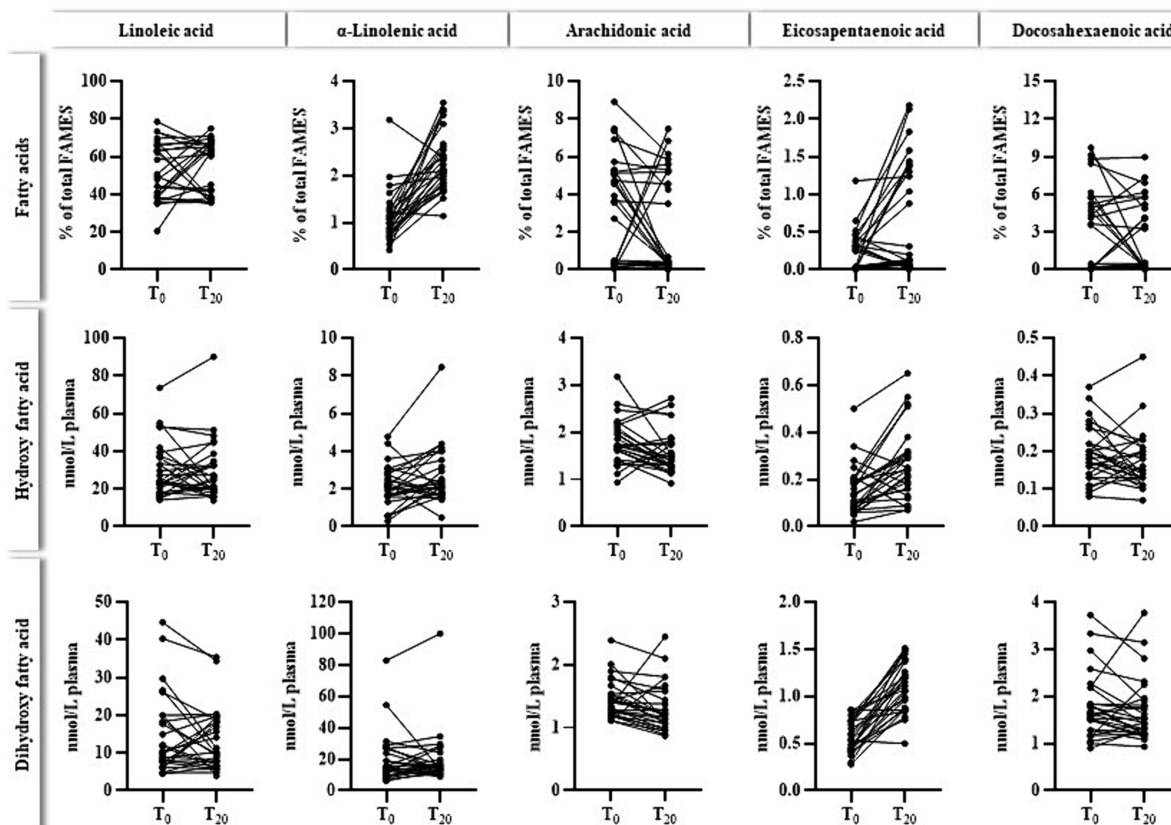 Linoleic acid
α-Linolenic acid
Arachidonic acid
Eicosapentaenoic acid
Docosahexaenoic acid
Fatty acids
% of total FAMES
100
80
60
40
20
0
T0
T20
% of total FAMES
4
3
2
1
0
T0
T20
% of total FAMES
10
8
6
4
2
0
T0
T20
% of total FAMES
2.5
2.0
1.5
1.0
0.5
0.0
T0
T20
% of total FAMES
15
12
9
6
3
0
T0
T20
Hydroxy fatty acid
nmol/L plasma
100
80
60
40
20
0
T0
T20
nmol/L plasma
10
8
6
4
2
0
T0
T20
nmol/L plasma
4
3
2
1
0
T0
T20
nmol/L plasma
0.8
0.6
0.4
0.2
0.0
T0
T20
nmol/L plasma
0.5
0.4
0.3
0.2
0.1
0.0
T0
T20
Dihydroxy fatty acid
nmol/L plasma
50
40
30
20
10
0
T0
T20
nmol/L plasma
120
100
80
60
40
20
0
T0
T20
nmol/L plasma
3
2
1
0
T0
T20
nmol/L plasma
2.0
1.5
1.0
0.5
0.0
T0
T20
nmol/L plasma
4
3
2
1
0
T0
T20